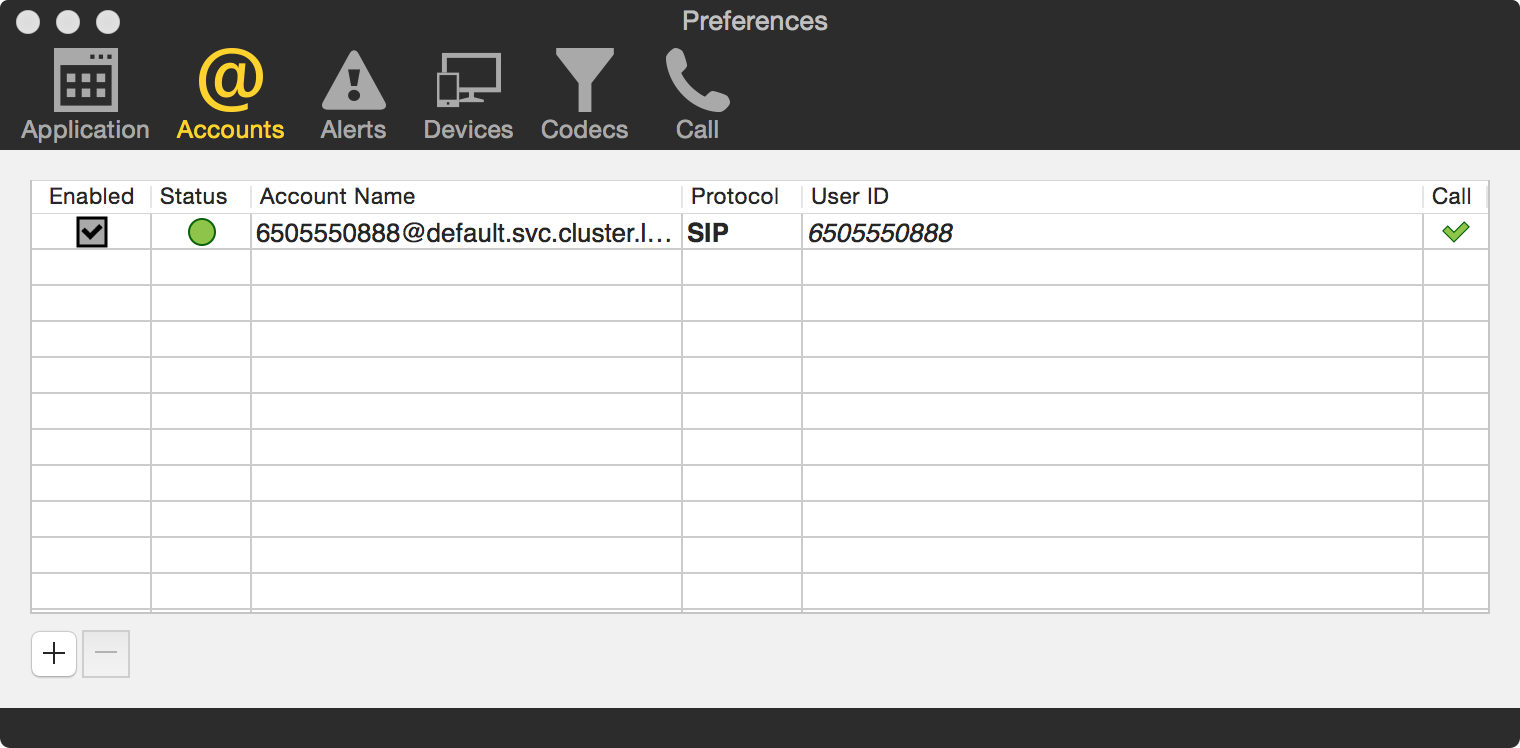 Preferences
Application Accounts Alerts Devices Codecs Call
Enabled Status Account Name Protocol User ID Call
6505550888@default.svc.cluster.l... SIP 6505550888